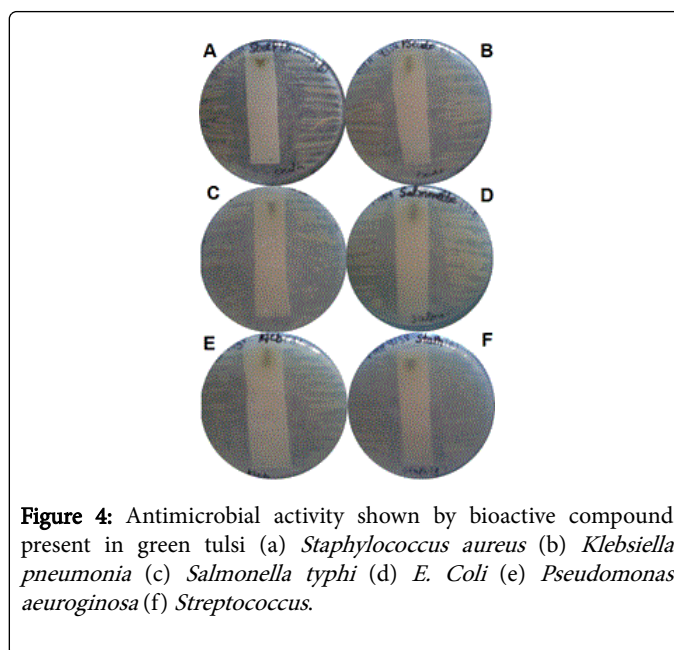 A
B
C
D
Salmonella
E
F
Figure 4: Antimicrobial activity shown by bioactive compound
present in green tulsi (a) Staphylococcus aureus (b) Klebsiella
pneumonia (c) Salmonella typhi (d) E. Coli (e) Pseudomonas
aeuroginosa (f) Streptococcus.